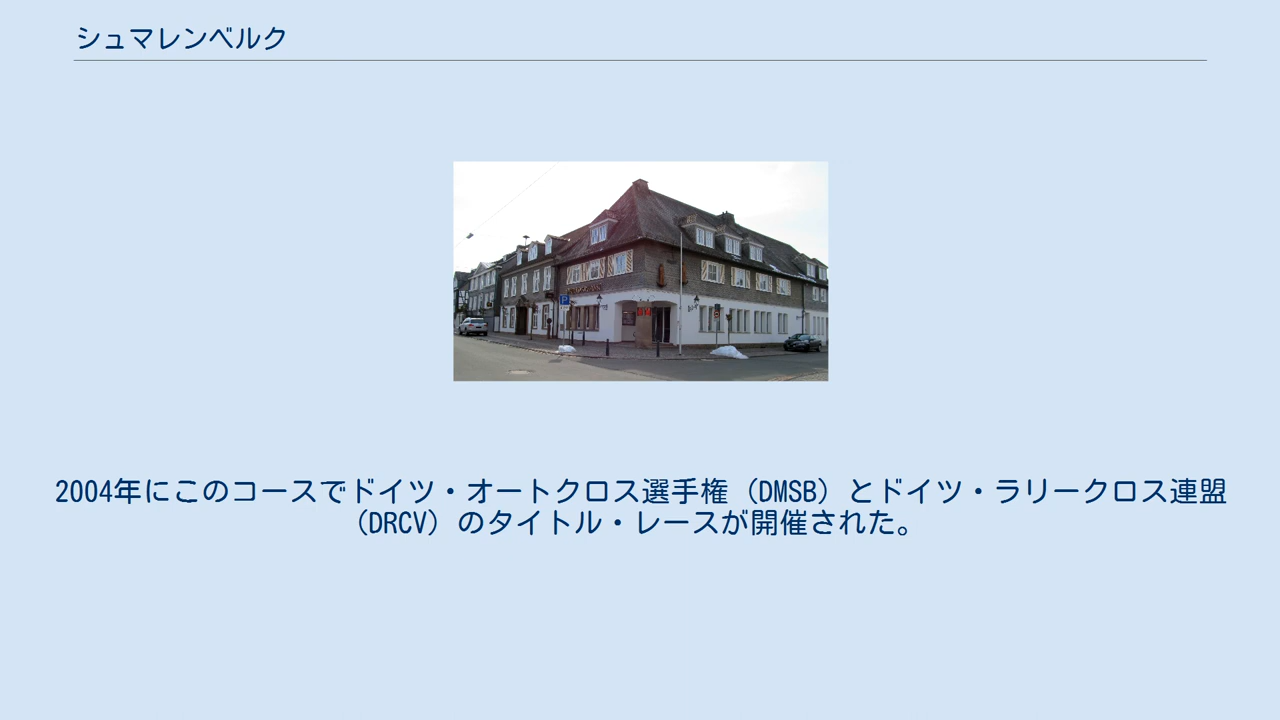 シュマレンベルク
2004年にこのコースでドイツ・オートクロス選手権（DMSB）とドイツ・ラリークロス連盟
（DRCV）のタイトル・レースが開催された。